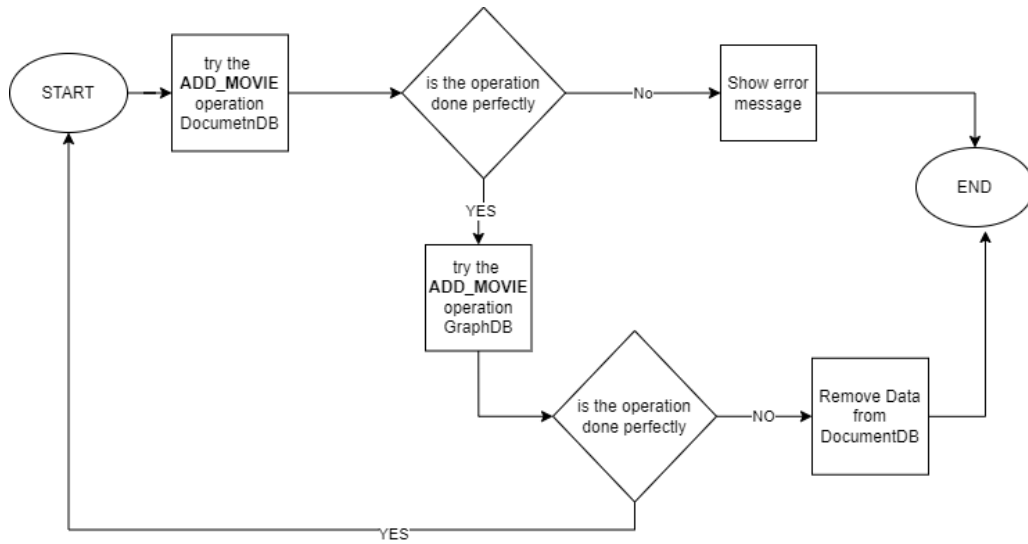 START
try the
ADD_MOVIE
operation
DocumetnDB
is the operation
done perfectly
No
Show error
message
END
YES
try the
ADD_MOVIE
operation
GraphDB
is the operation
done perfectly
NO
Remove Data
from
DocumentDB
YES